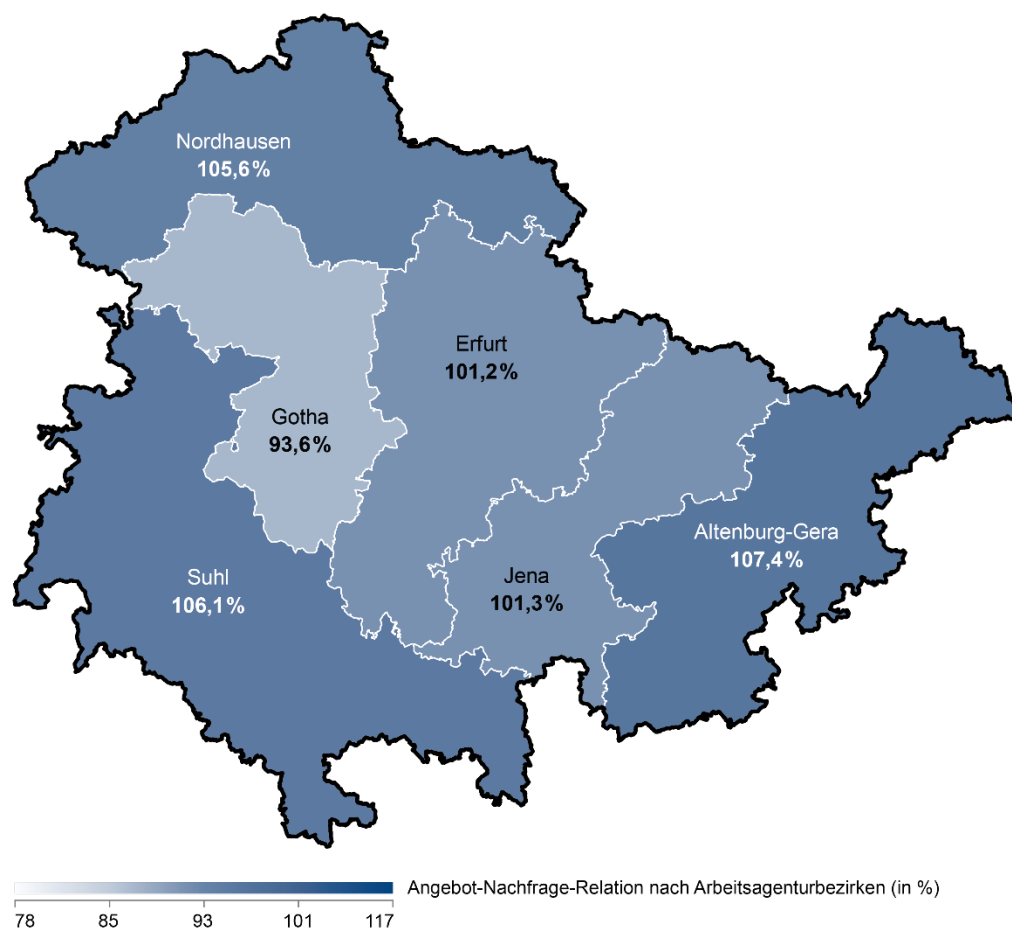 Nordhausen
105,6%
Erfurt
101,2%
Gotha
93,6%
Altenburg-Gera
107,4%
Suhl
106,1%
Jena
101,3%
Angebot-Nachfrage-Relation nach Arbeitsagenturbezirken (in %)
78 85 93 101 117